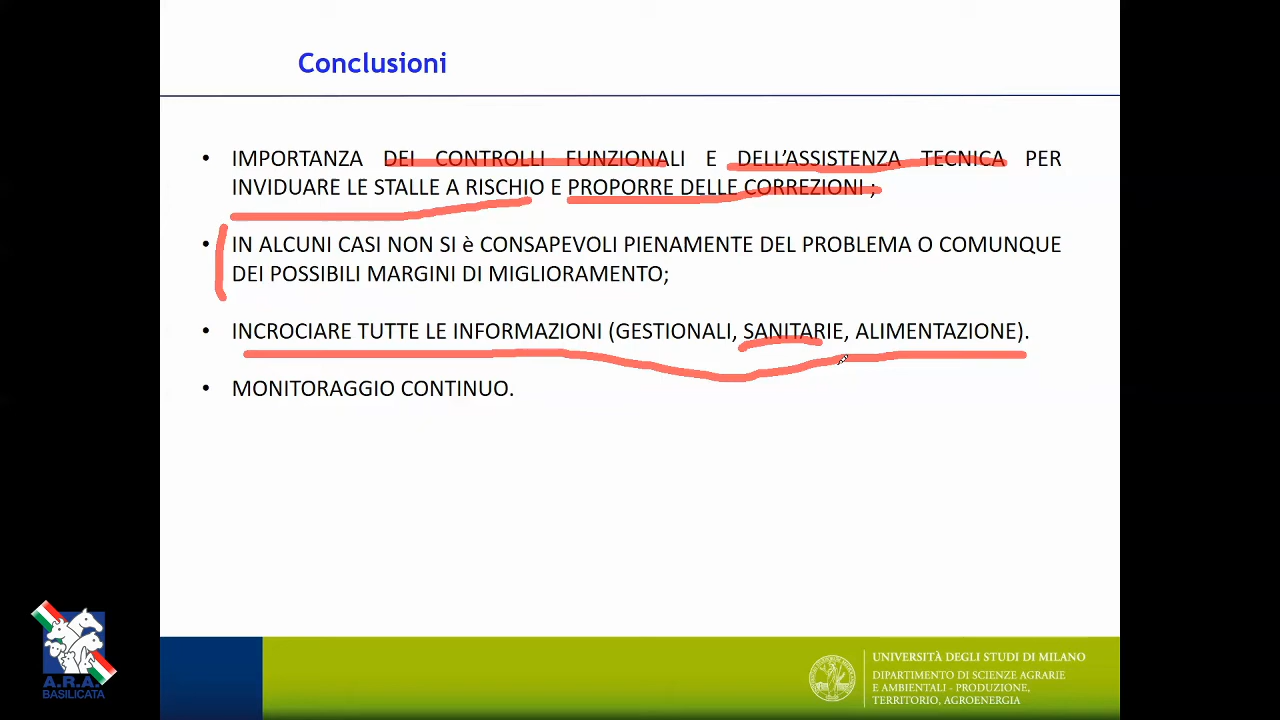 Conclusioni
• IMPORTANZA DEI CONTROLLI FUNZIONALI E DELL'ASSISTENZA TECNICA PER
INVIDUARE LE STALLE A RISCHIO E PROPORRE DELLE CORREZIONI ;
• IN ALCUNI CASI NON SI è CONSAPEVOLI PIENAMENTE DEL PROBLEMA O COMUNQUE
DEI POSSIBILI MARGINI DI MIGLIORAMENTO;
• INCROCIARE TUTTE LE INFORMAZIONI (GESTIONALI, SANITARIE, ALIMENTAZIONE).
• MONITORAGGIO CONTINUO.
A.R.A.
BASILICATA
UNIVERSITÀ DEGLI STUDI DI MILANO
DIPARTIMENTO DI SCIENZE AGRARIE
E AMBIENTALI - PRODUZIONE,
TERRITORIO, AGROENERGIA